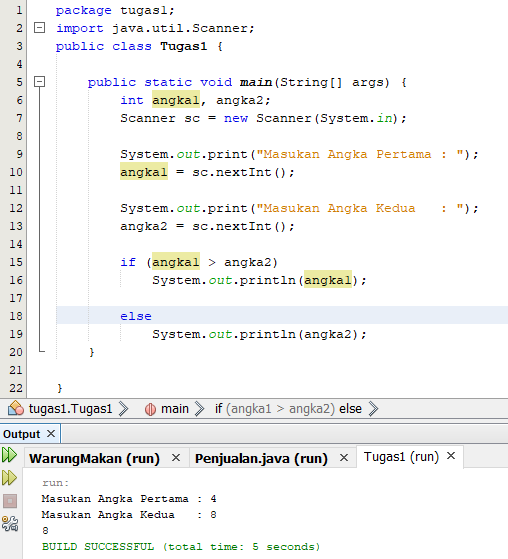 1 package tugas1;
2 import java.util.Scanner;
3 public class Tugas1 {
4
5 public static void main(String[] args) {
6 int angka1, angka2;
7 Scanner sc = new Scanner(System.in);
8
9 System.out.print("Masukan Angka Pertama : ");
10 angka1 = sc.nextInt();
11
12 System.out.print("Masukan Angka Kedua   : ");
13 angka2 = sc.nextInt();
14
15 if (angka1 > angka2)
16 System.out.println(angka1);
17
18 else
19 System.out.println(angka2);
20 }
21
22 }
tugas1.Tugas1 main if (angka1 > angka2) else
Output ×
WarungMakan (run) × Penjualan.java (run) × Tugas1 (run) ×
run:
Masukan Angka Pertama : 4
Masukan Angka Kedua   : 8
8
BUILD SUCCESSFUL (total time: 5 seconds)